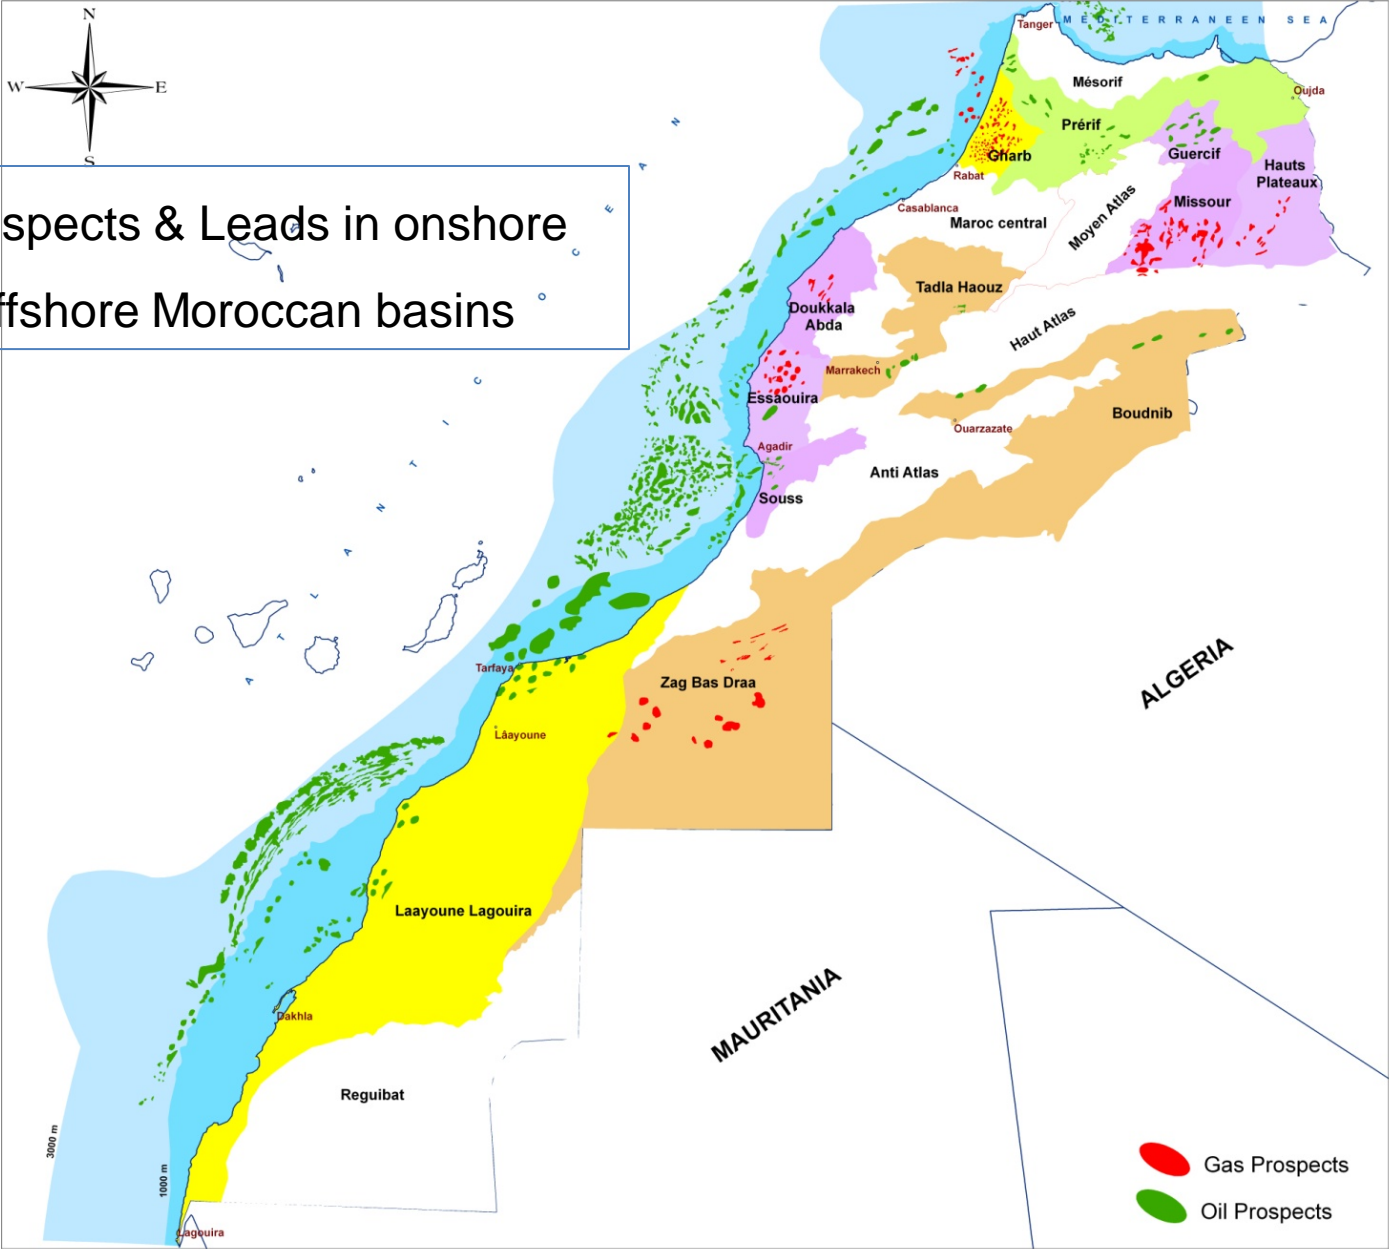 N
W
E
S
spects & Leads in onshore
ffshore Moroccan basins
MEDITERRANEEN SEA
ATLANTIC OCEAN
Tanger
Mésorif
Oujda
Prérif
Gharb
Guercif
Hauts
Plateaux
Rabat
Missour
Casablanca
Maroc central
Moyen Atlas
Tadla Haouz
Doukkala
Abda
Haut Atlas
Marrakech
Essaouira
Boudnib
Ouarzazate
Agadir
Anti Atlas
Souss
Tarfaya
Zag Bas Draa
ALGERIA
Lâayoune
Laayoune Lagouira
MAURITANIA
Dakhla
Reguibat
3000 m
1000 m
Lagouira
Gas Prospects
Oil Prospects